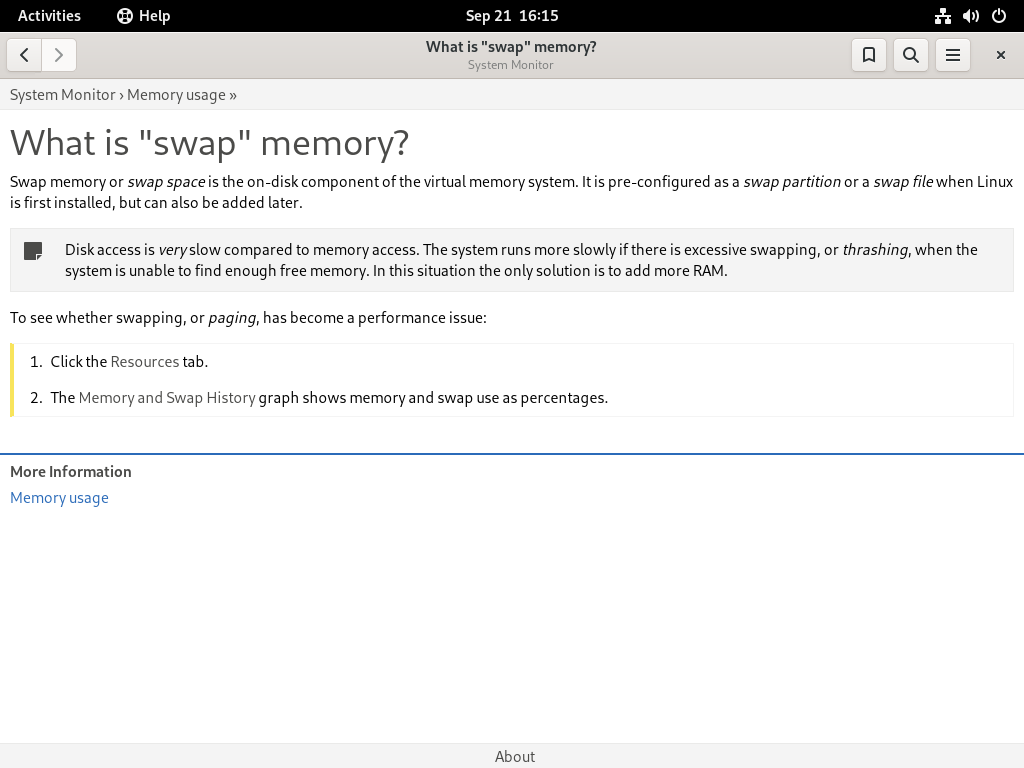 Activities Help Sep 21 16:15
What is "swap" memory?
System Monitor
System Monitor › Memory usage »
What is "swap" memory?
Swap memory or swap space is the on-disk component of the virtual memory system. It is pre-configured as a swap partition or a swap file when Linux
is first installed, but can also be added later.
Disk access is very slow compared to memory access. The system runs more slowly if there is excessive swapping, or thrashing, when the
system is unable to find enough free memory. In this situation the only solution is to add more RAM.
To see whether swapping, or paging, has become a performance issue:
1. Click the Resources tab.
2. The Memory and Swap History graph shows memory and swap use as percentages.
More Information
Memory usage
About